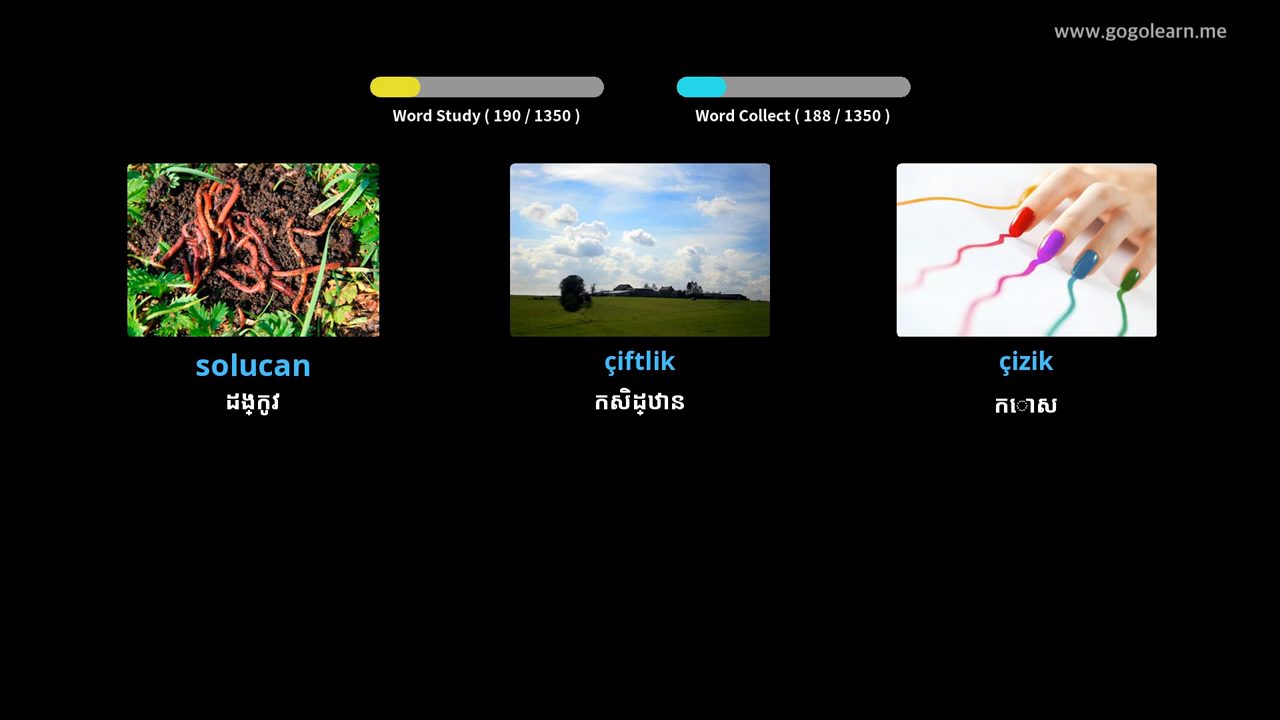 www.gogolearn.me
Word Study ( 190 / 1350 )
Word Collect ( 188 / 1350 )
solucan
çiftlik
çizik
ដង្កូវ
កសិដ្ឋាន
កោស